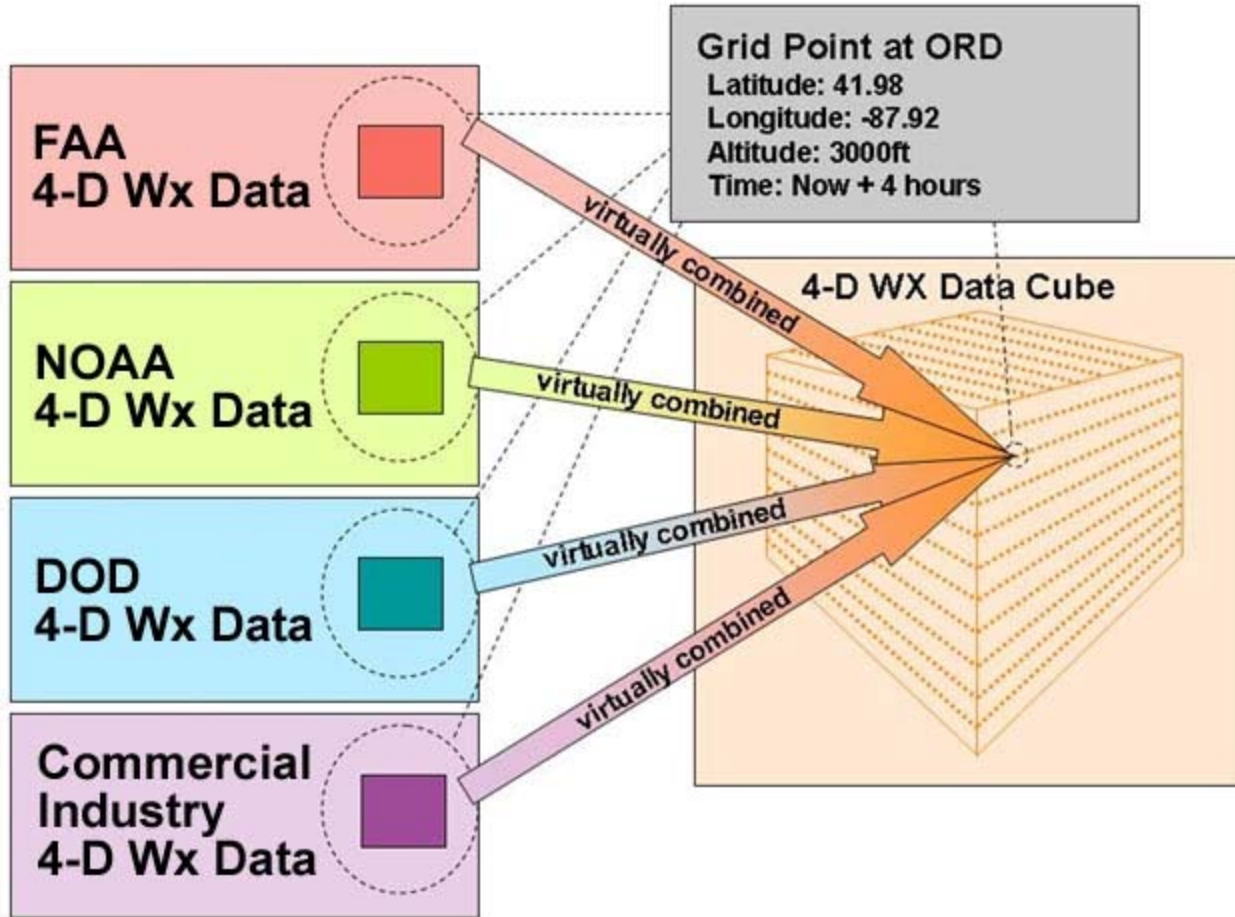 FAA
4-D Wx Data
NOAA
4-D Wx Data
DOD
4-D Wx Data
Commercial
Industry
4-D Wx Data
virtually combined
virtually combined
virtually combined
virtually combined
Grid Point at ORD
Latitude: 41.98
Longitude: -87.92
Altitude: 3000ft
Time: Now + 4 hours
4-D WX Data Cube